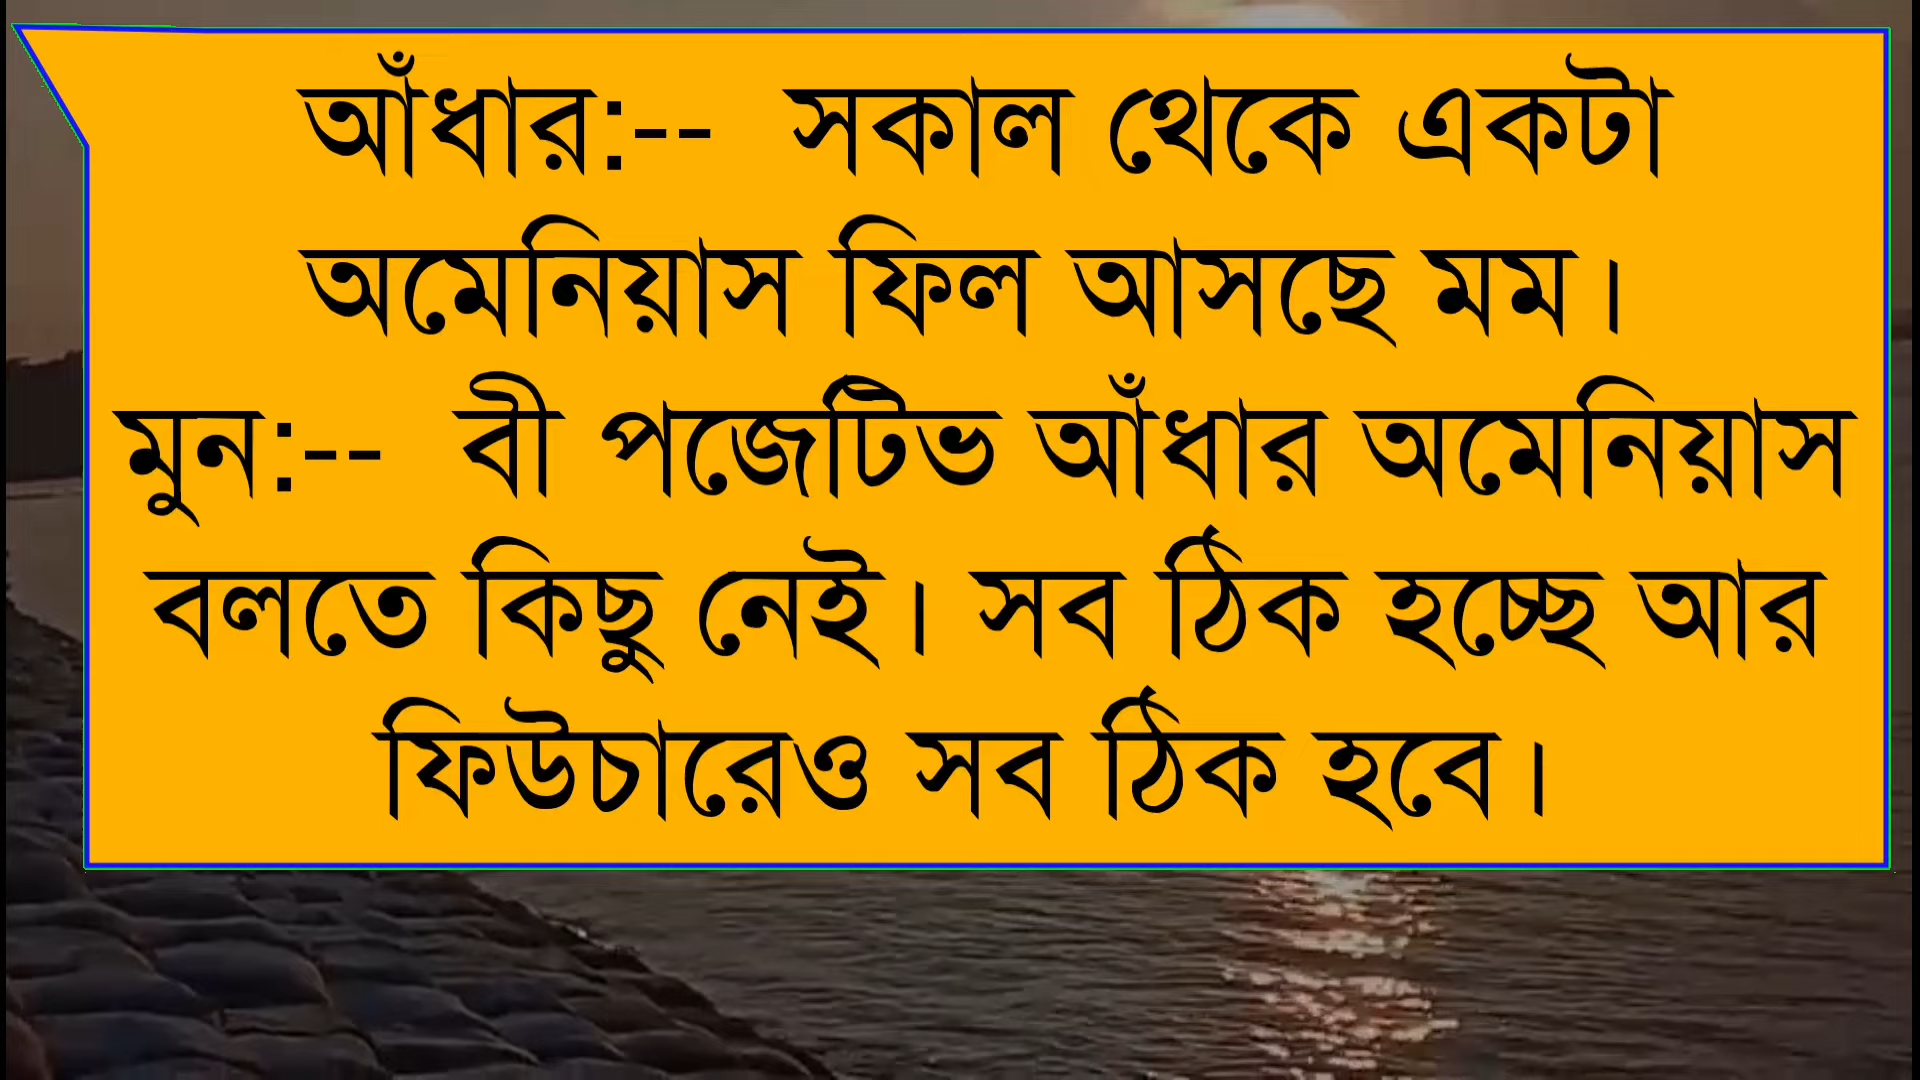 আঁধার:-- সকাল থেকে একটা
অমেনিয়াস ফিল আসছে মম।
মুন:-- বী পজেটিভ আঁধার অমেনিয়াস
বলতে কিছু নেই। সব ঠিক হচ্ছে আর
ফিউচারেও সব ঠিক হবে।